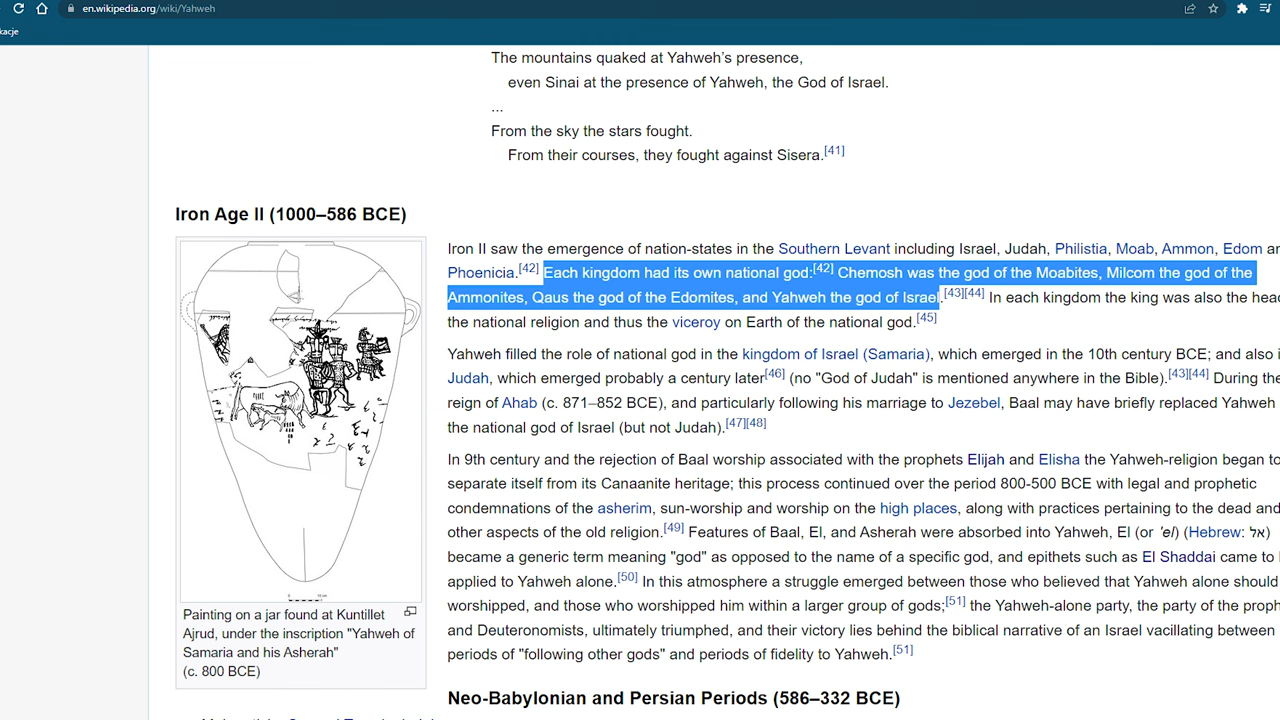 en.wikipedia.org/wiki/Yahweh
kacje
The mountains quaked at Yahweh's presence,
even Sinai at the presence of Yahweh, the God of Israel.
...
From the sky the stars fought.
From their courses, they fought against Sisera.[41]
Iron Age II (1000–586 BCE)
Painting on a jar found at Kuntillet
Ajrud, under the inscription "Yahweh of
Samaria and his Asherah"
(c. 800 BCE)
Iron II saw the emergence of nation-states in the Southern Levant including Israel, Judah, Philistia, Moab, Ammon, Edom an
Phoenicia.[42] Each kingdom had its own national god:[42] Chemosh was the god of the Moabites, Milcom the god of the
Ammonites, Qaus the god of the Edomites, and Yahweh the god of Israel.[43][44] In each kingdom the king was also the head
the national religion and thus the viceroy on Earth of the national god.[45]
Yahweh filled the role of national god in the kingdom of Israel (Samaria), which emerged in the 10th century BCE; and also i
Judah, which emerged probably a century later[46] (no "God of Judah" is mentioned anywhere in the Bible).[43][44] During the
reign of Ahab (c. 871–852 BCE), and particularly following his marriage to Jezebel, Baal may have briefly replaced Yahweh
the national god of Israel (but not Judah).[47][48]
In 9th century and the rejection of Baal worship associated with the prophets Elijah and Elisha the Yahweh-religion began to
separate itself from its Canaanite heritage; this process continued over the period 800-500 BCE with legal and prophetic
condemnations of the asherim, sun-worship and worship on the high places, along with practices pertaining to the dead and
other aspects of the old religion.[49] Features of Baal, El, and Asherah were absorbed into Yahweh, El (or 'el) (Hebrew: אל)
became a generic term meaning "god" as opposed to the name of a specific god, and epithets such as El Shaddai came to
applied to Yahweh alone.[50] In this atmosphere a struggle emerged between those who believed that Yahweh alone should
worshipped, and those who worshipped him within a larger group of gods;[51] the Yahweh-alone party, the party of the proph
and Deuteronomists, ultimately triumphed, and their victory lies behind the biblical narrative of an Israel vacillating between
periods of "following other gods" and periods of fidelity to Yahweh.[51]
Neo-Babylonian and Persian Periods (586–332 BCE)